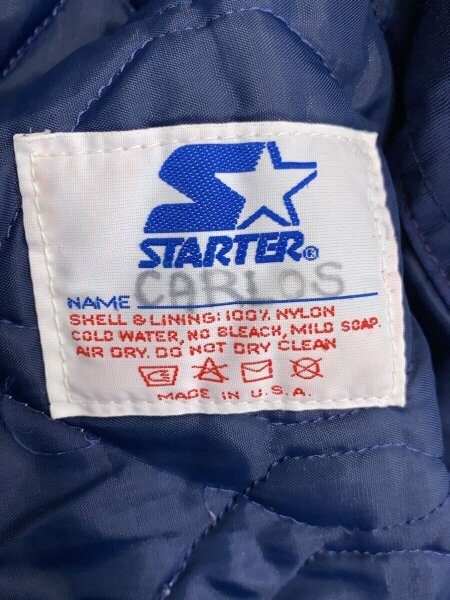 STARTER®
NAME CARLOS
SHELL & LINING: 100% NYLON
COLD WATER, NO BLEACH, MILD SOAP.
AIR DRY. DO NOT DRY CLEAN
MADE IN U.S.A.